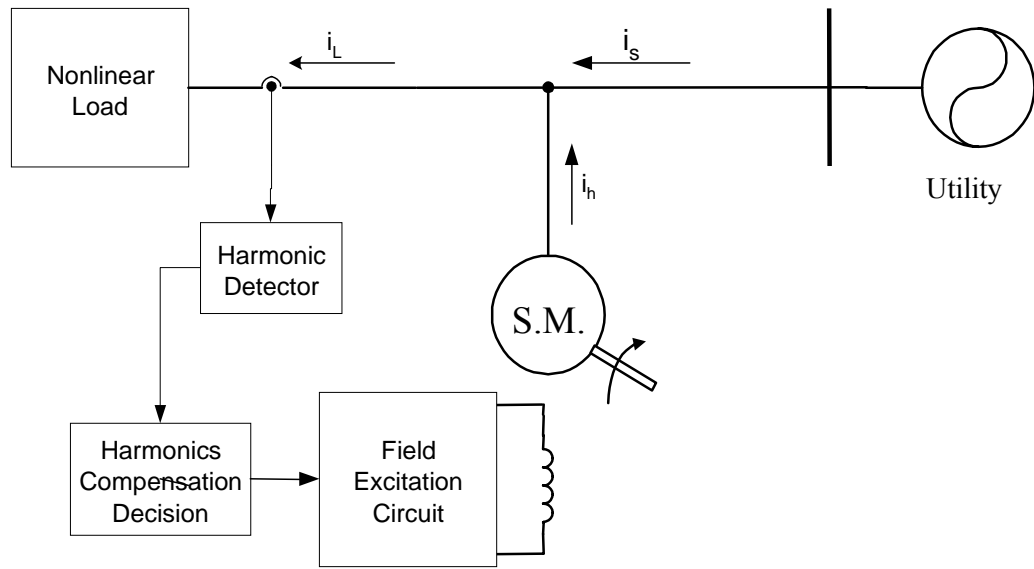 Nonlinear
Load
i_L
i_s
Utility
i_h
Harmonic
Detector
S.M.
Harmonics
Compensation
Decision
Field
Excitation
Circuit